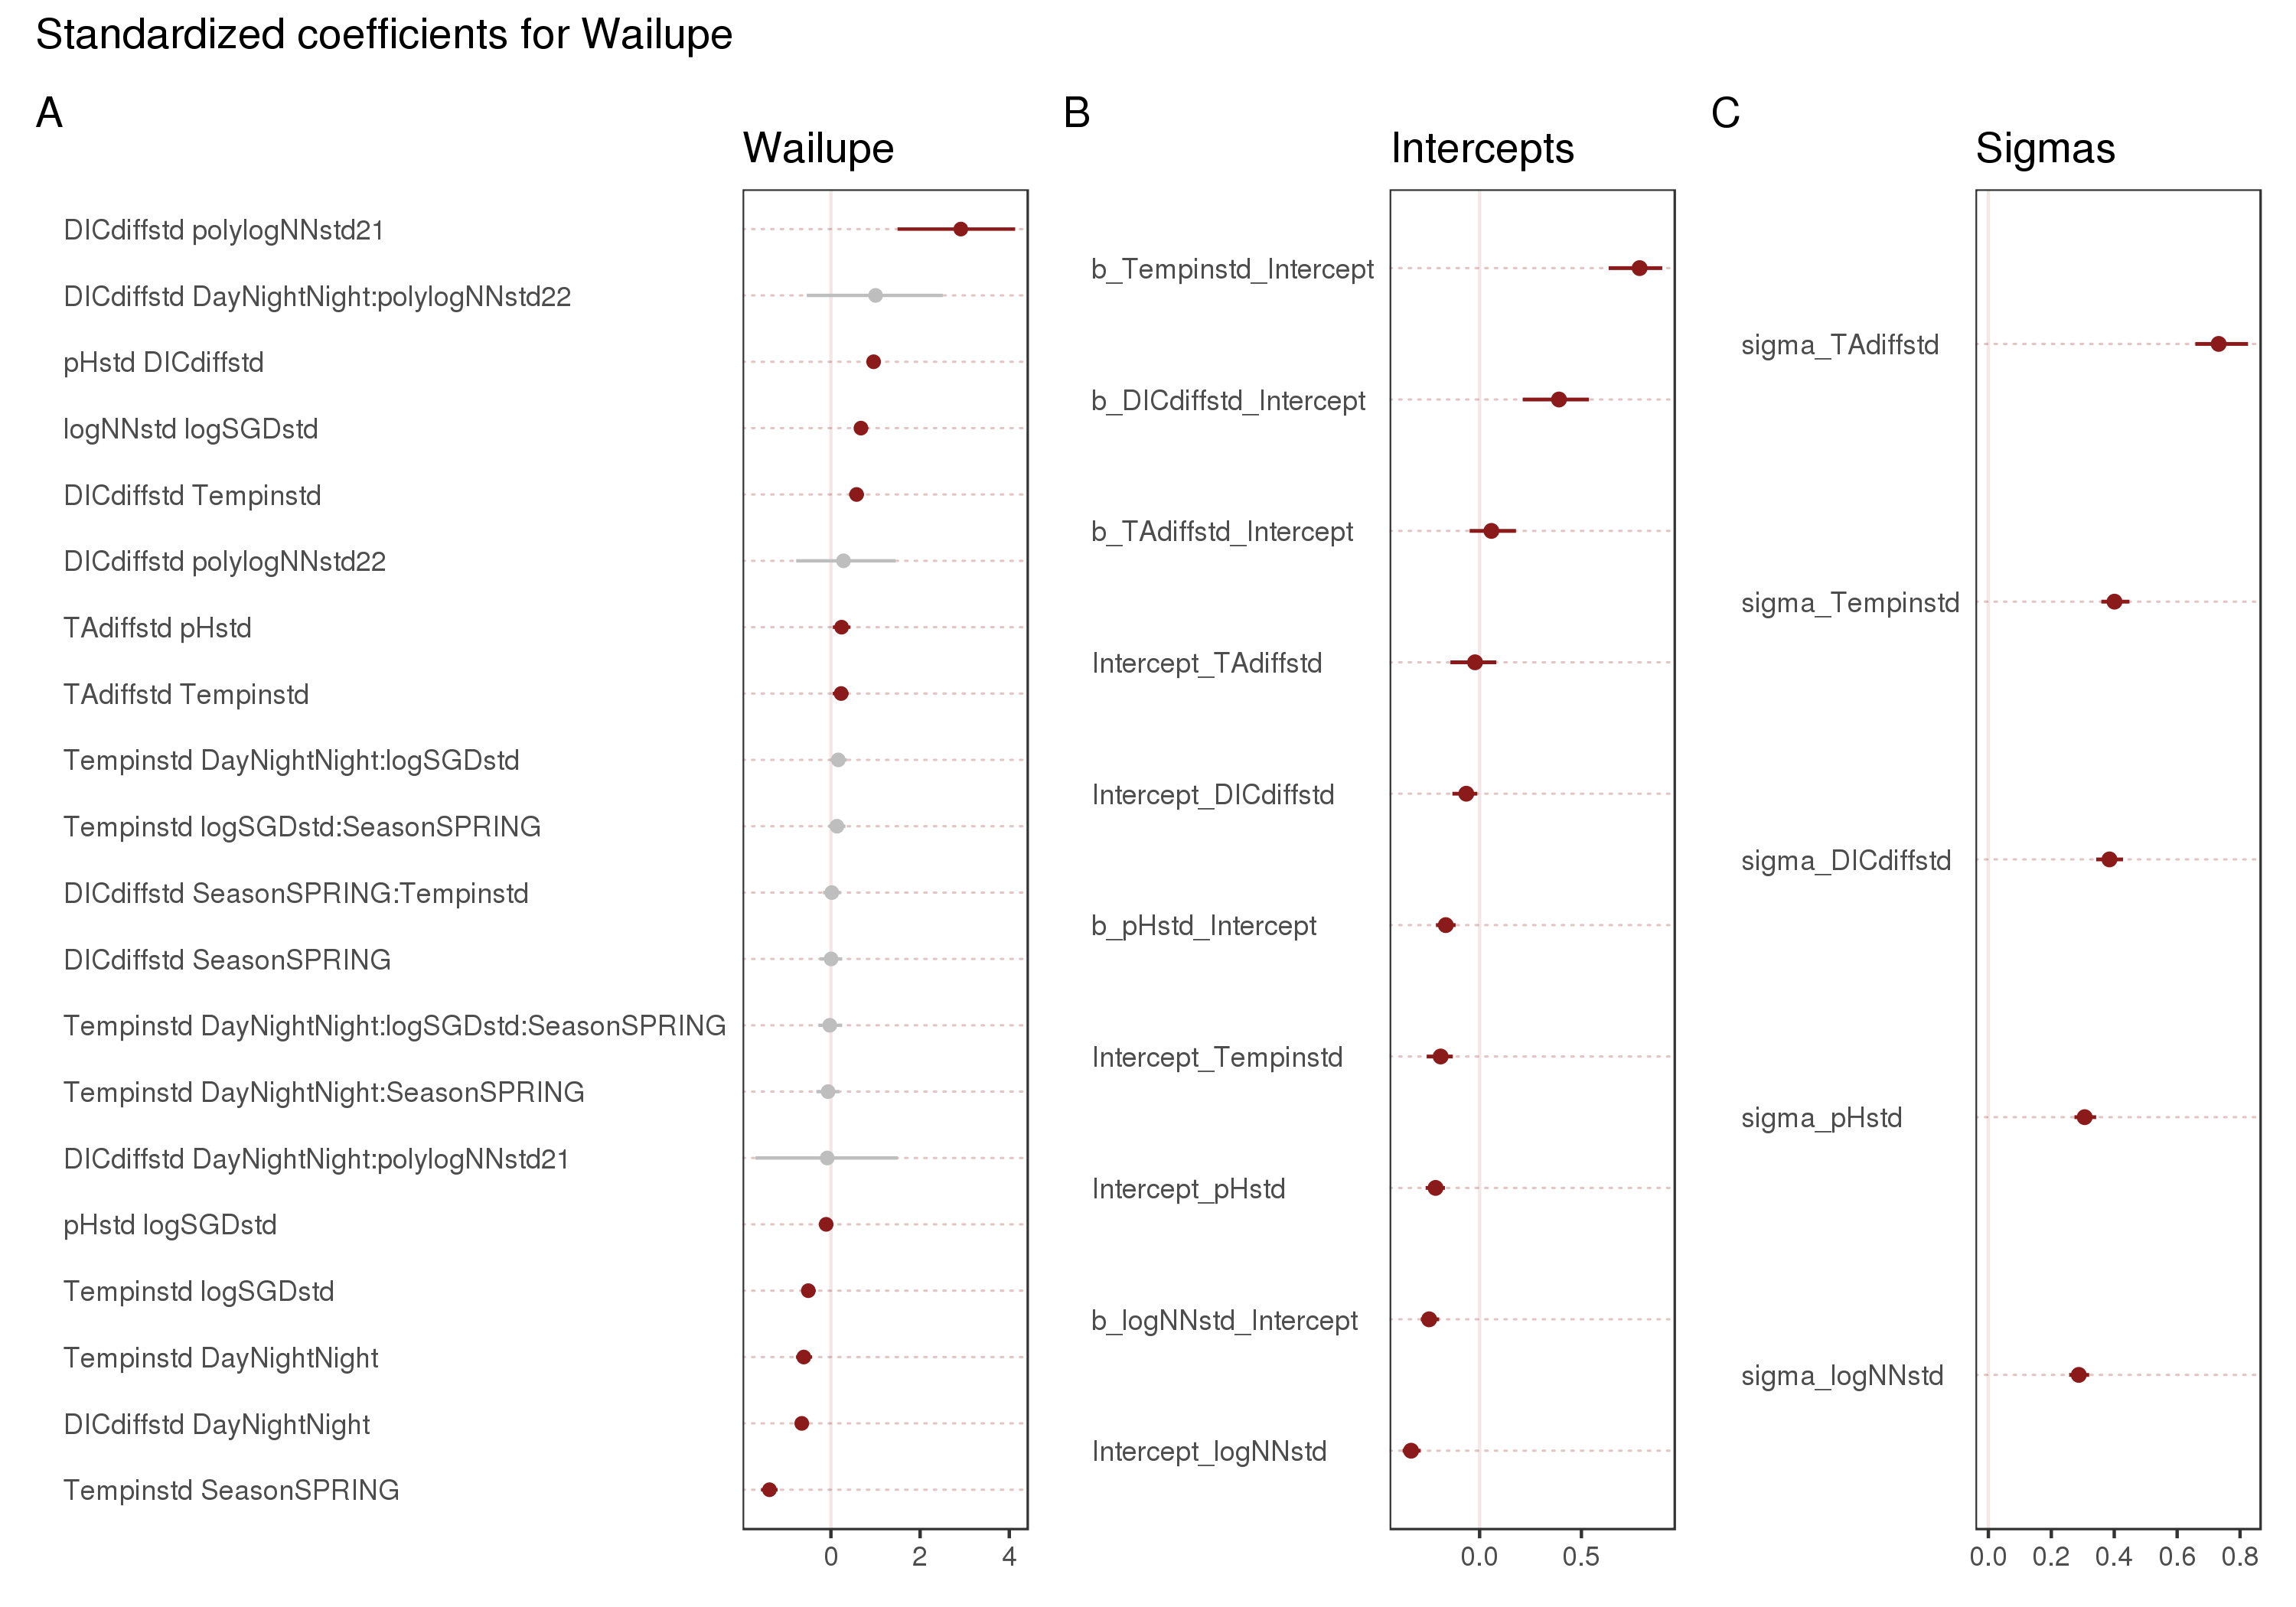 Standardized coefficients for Wailupe
A
Wailupe
DICdiffstd polylogNNstd21
DICdiffstd DayNightNight:polylogNNstd22
pHstd DICdiffstd
logNNstd logSGDstd
DICdiffstd Tempinstd
DICdiffstd polylogNNstd22
TAdiffstd pHstd
TAdiffstd Tempinstd
Tempinstd DayNightNight:logSGDstd
Tempinstd logSGDstd:SeasonSPRING
DICdiffstd SeasonSPRING:Tempinstd
DICdiffstd SeasonSPRING
Tempinstd DayNightNight:logSGDstd:SeasonSPRING
Tempinstd DayNightNight:SeasonSPRING
DICdiffstd DayNightNight:polylogNNstd21
pHstd logSGDstd
Tempinstd logSGDstd
Tempinstd DayNightNight
DICdiffstd DayNightNight
Tempinstd SeasonSPRING
0 2 4
B
Intercepts
b_Tempinstd_Intercept
b_DICdiffstd_Intercept
b_TAdiffstd_Intercept
Intercept_TAdiffstd
Intercept_DICdiffstd
b_pHstd_Intercept
Intercept_Tempinstd
Intercept_pHstd
b_logNNstd_Intercept
Intercept_logNNstd
0.0 0.5
C
Sigmas
sigma_TAdiffstd
sigma_Tempinstd
sigma_DICdiffstd
sigma_pHstd
sigma_logNNstd
0.0 0.2 0.4 0.6 0.8